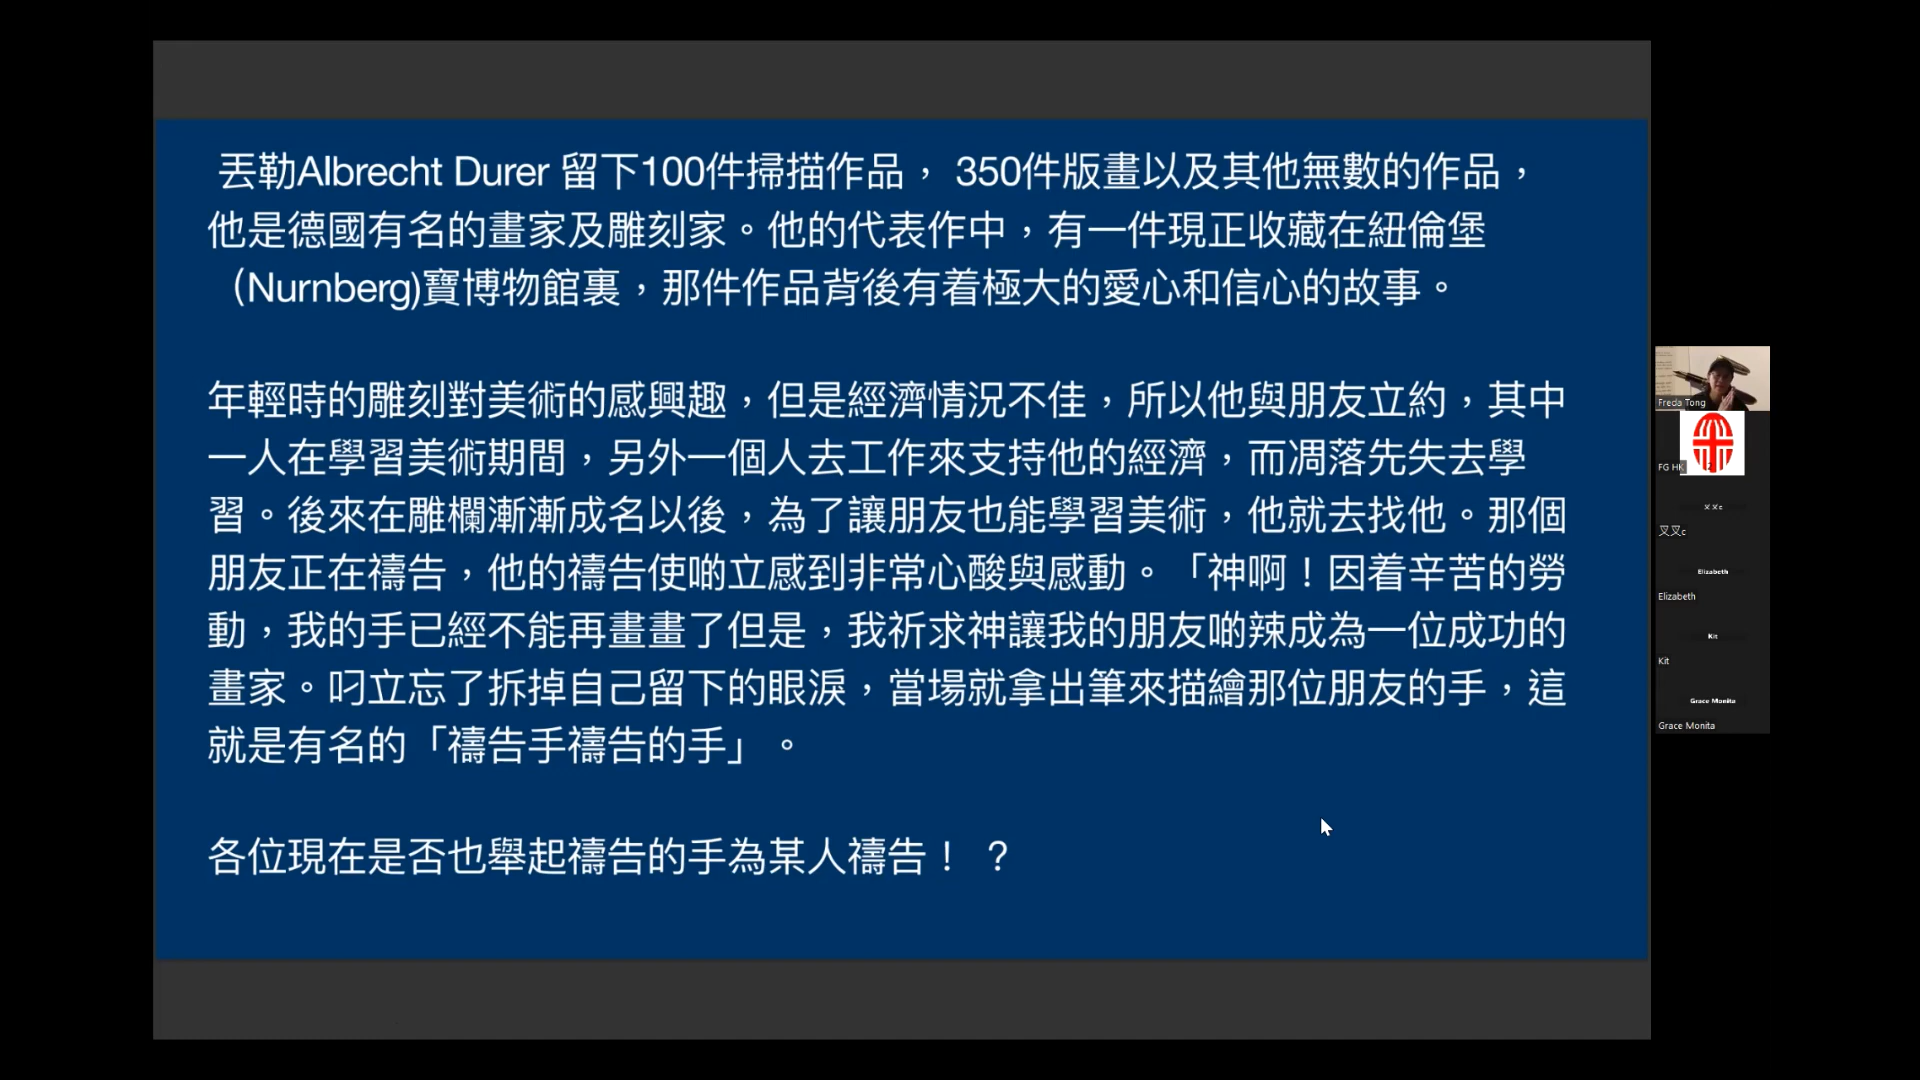 丟勒Albrecht Durer 留下100件掃描作品， 350件版畫以及其他無數的作品，
他是德國有名的畫家及雕刻家。他的代表作中，有一件現正收藏在紐倫堡
（Nurnberg)寶博物館裏，那件作品背後有着極大的愛心和信心的故事。
年輕時的雕刻對美術的感興趣，但是經濟情況不佳，所以他與朋友立約，其中
一人在學習美術期間，另外一個人去工作來支持他的經濟，而凋落先失去學
習。後來在雕欄漸漸成名以後，為了讓朋友也能學習美術，他就去找他。那個
朋友正在禱告，他的禱告使啲立感到非常心酸與感動。「神啊！因着辛苦的勞
動，我的手已經不能再畫畫了但是，我祈求神讓我的朋友啲辣成為一位成功的
畫家。叼立忘了拆掉自己留下的眼淚，當場就拿出筆來描繪那位朋友的手，這
就是有名的「禱告手禱告的手」。
各位現在是否也舉起禱告的手為某人禱告！ ？
Freda Tong
FG HK
叉叉c
叉叉c
Elizabeth
Elizabeth
Kit
Kit
Grace Monita
Grace Monita